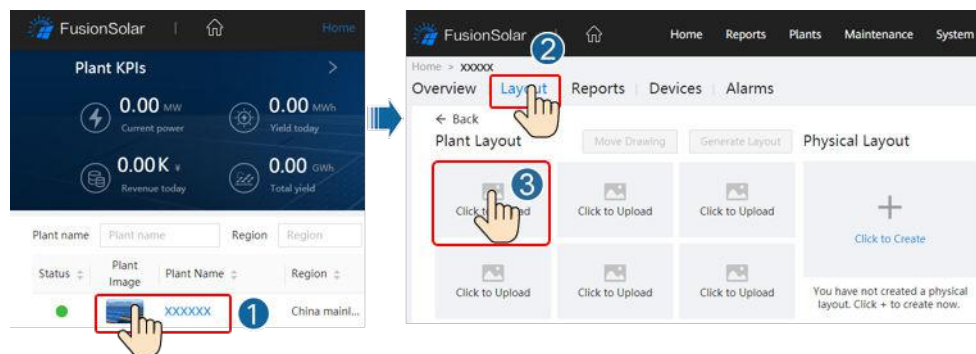 FusionSolar
Home
Plant KPIs >
0.00 MW
Current power
0.00 MWh
Yield today
0.00K ¥
Revenue today
0.00 GWh
Total yield
Plant name Plant name Region Region
Status Plant Image Plant Name Region
XXXXXX 1 China mainl...
FusionSolar
Home Reports Plants Maintenance System
2
Home > XXXXX
Overview Layout Reports Devices Alarms
← Back
Plant Layout Move Drawing Generate Layout Physical Layout
3
Click to Upload Click to Upload Click to Upload
+
Click to Create
Click to Upload Click to Upload Click to Upload
You have not created a physical
layout. Click + to create now.